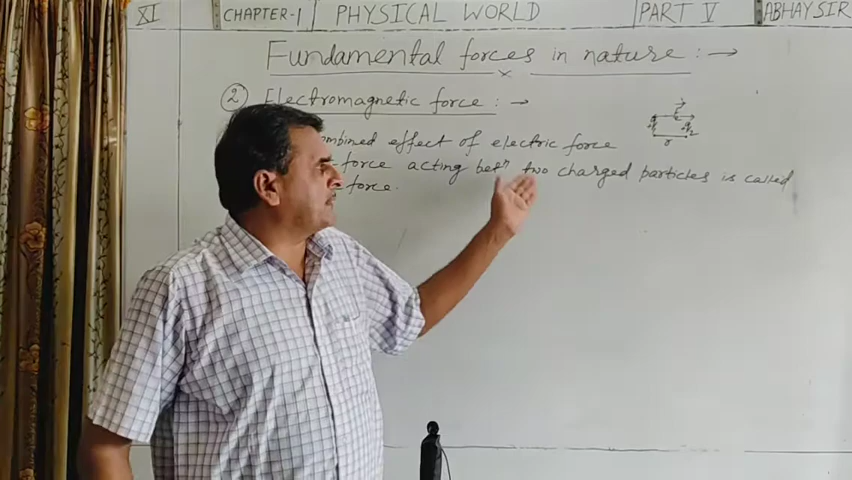 XI CHAPTER-1 PHYSICAL WORLD PART V ABHAY SIR
Fundamental forces in nature :→
② Electromagnetic force :→
ombined effect of electric force
force acting betⁿ two charged particles is called
force.
r